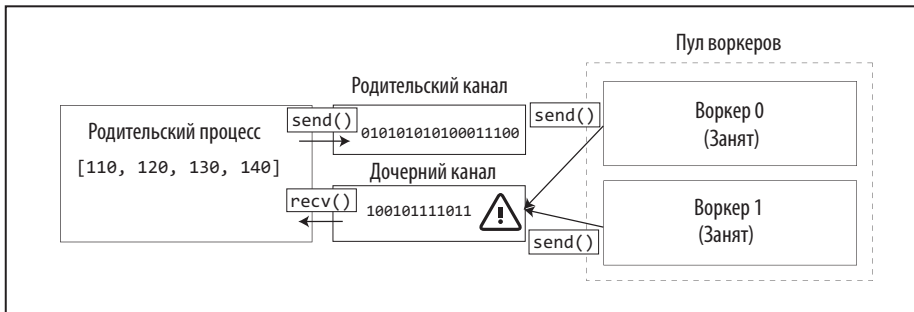 Пул воркеров
Родительский канал
send()
010101010100011100
send()
Воркер 0
(Занят)
Родительский процесс
[110, 120, 130, 140]
Дочерний канал
recv()
100101111011
send()
Воркер 1
(Занят)